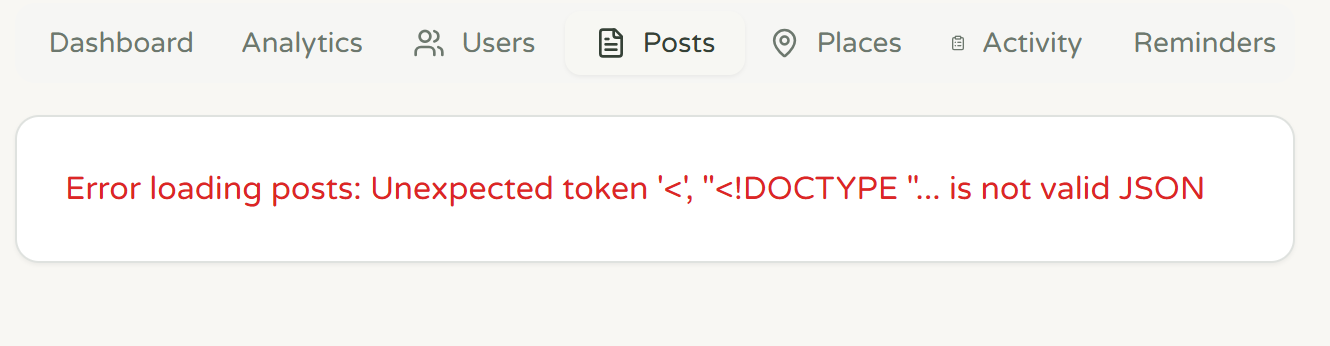 Dashboard Analytics Users Posts Places Activity Reminders
Error loading posts: Unexpected token '<', "<!DOCTYPE "... is not valid JSON